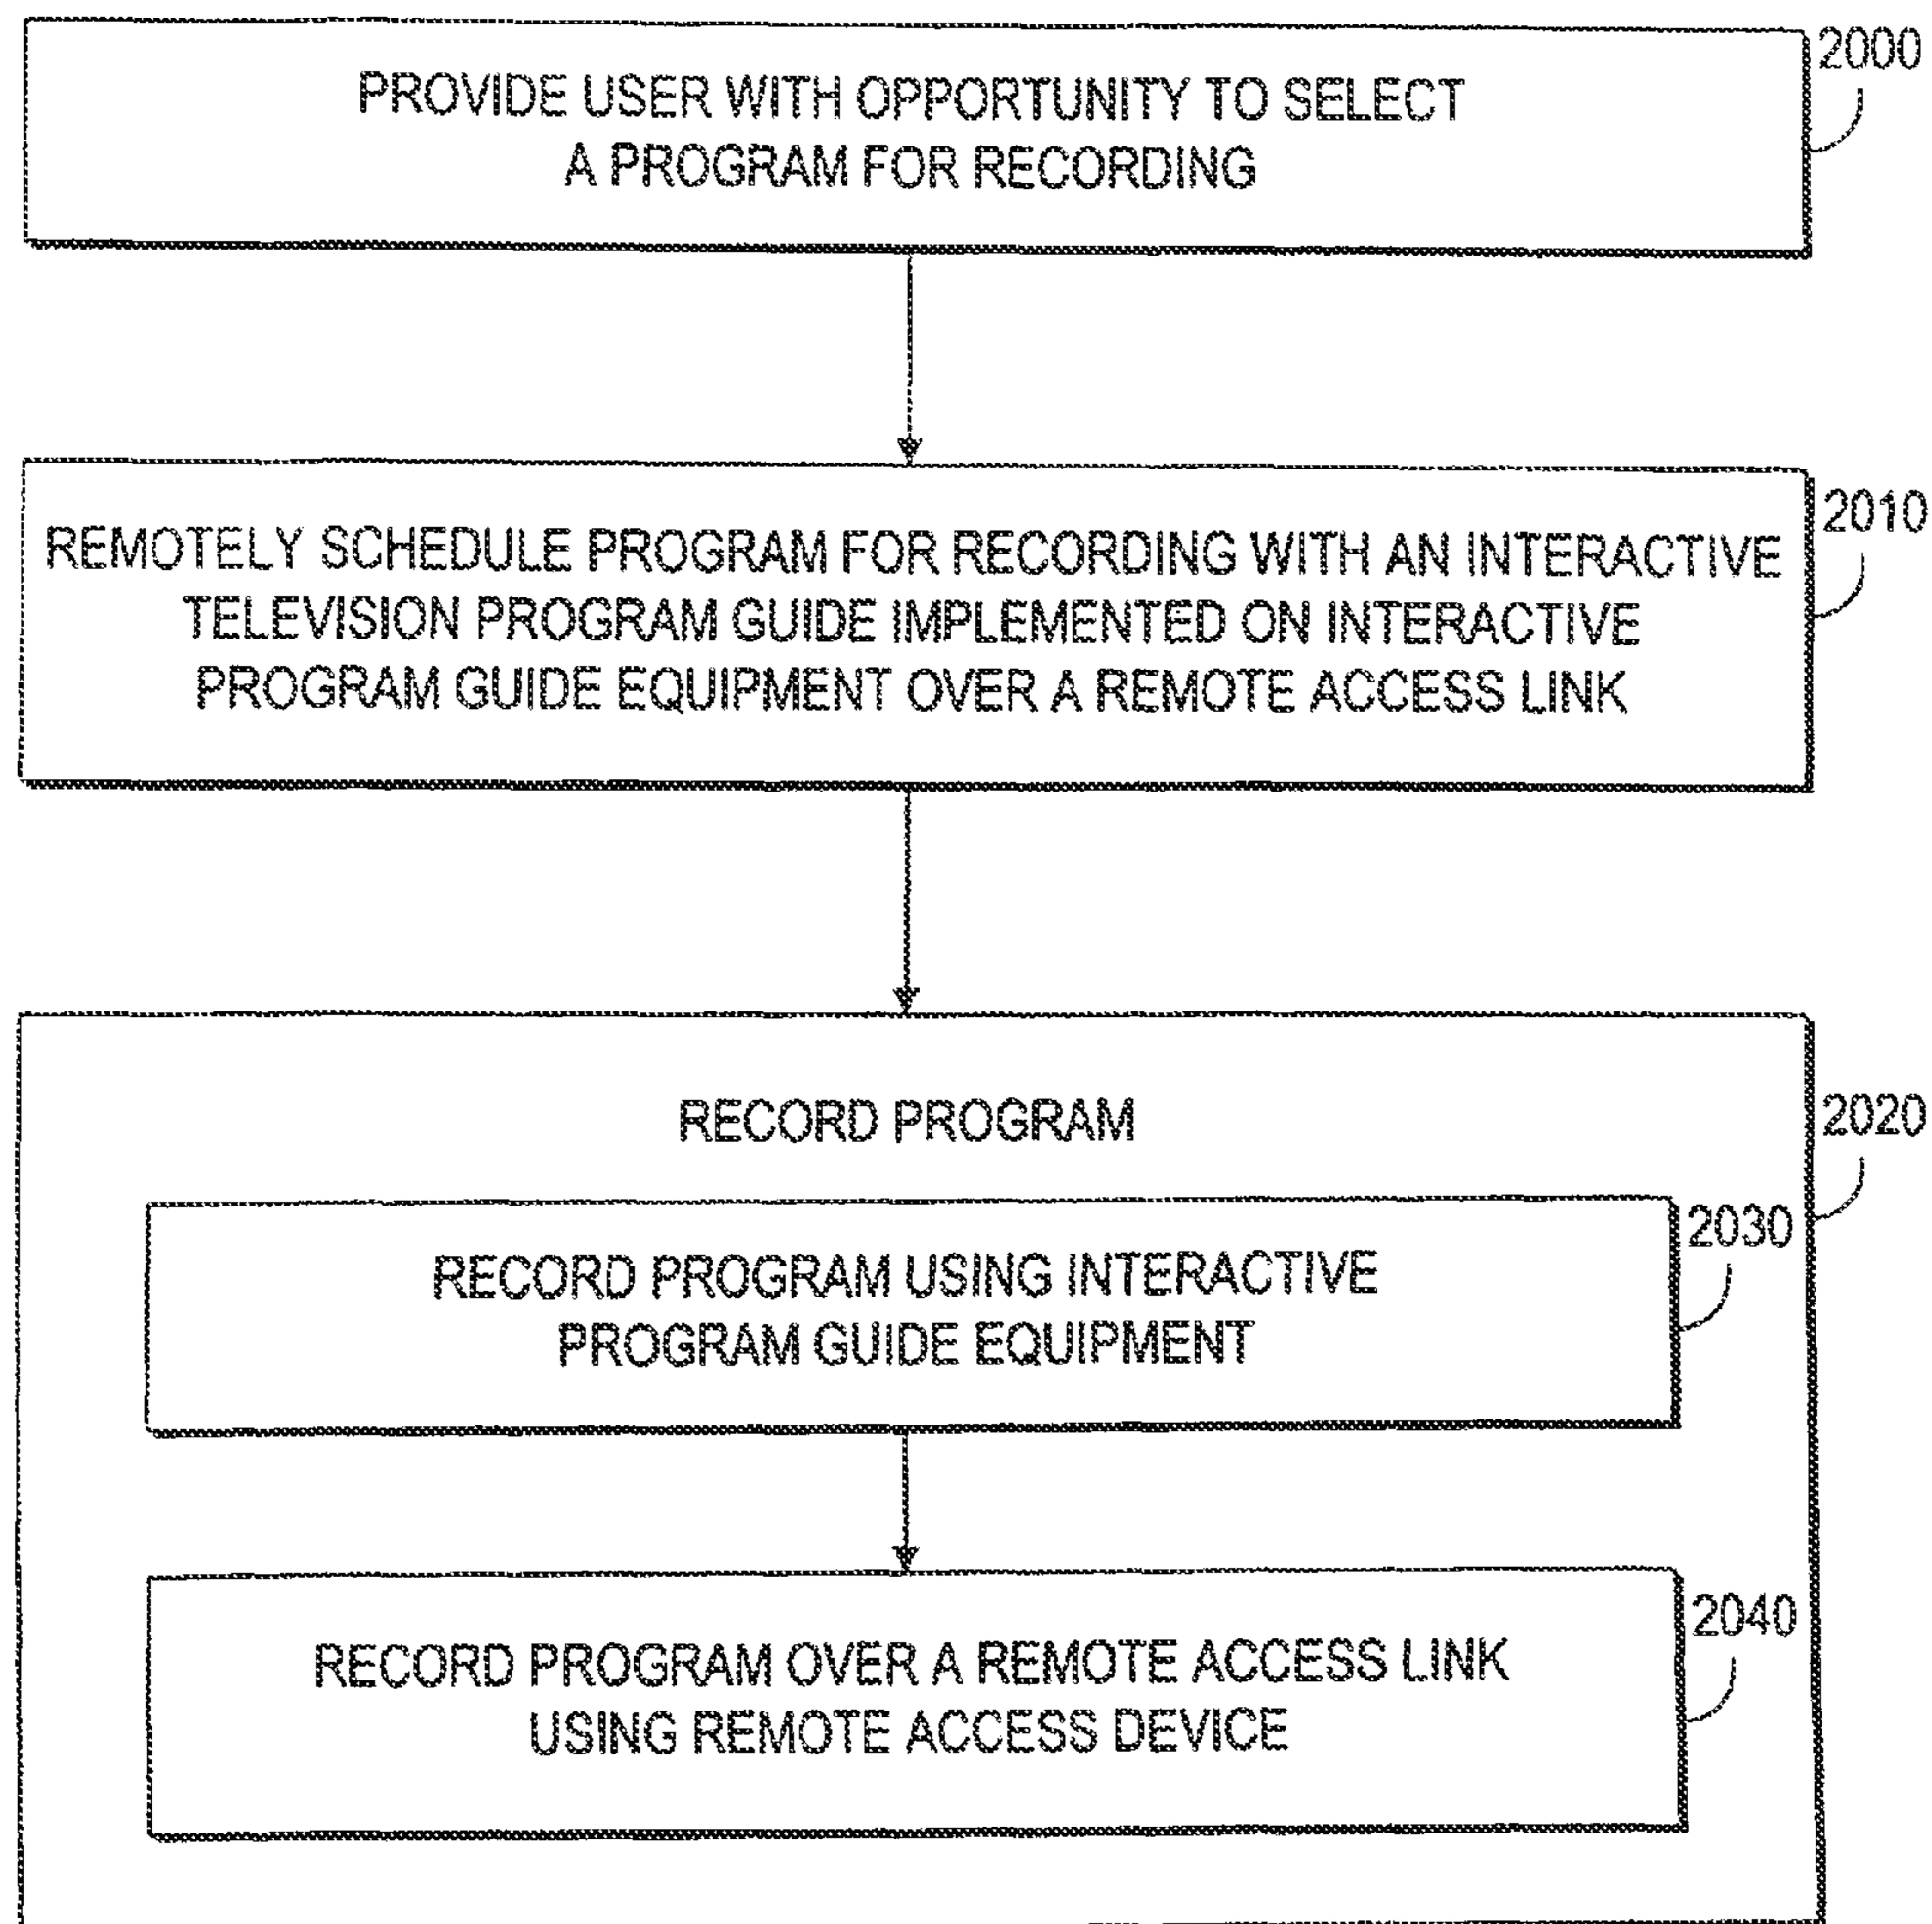 2000
PROVIDE USER WITH OPPORTUNITY TO SELECT
A PROGRAM FOR RECORDING
2010
REMOTELY SCHEDULE PROGRAM FOR RECORDING WITH AN INTERACTIVE
TELEVISION PROGRAM GUIDE IMPLEMENTED ON INTERACTIVE
PROGRAM GUIDE EQUIPMENT OVER A REMOTE ACCESS LINK
2020
RECORD PROGRAM
2030
RECORD PROGRAM USING INTERACTIVE
PROGRAM GUIDE EQUIPMENT
2040
RECORD PROGRAM OVER A REMOTE ACCESS LINK
USING REMOTE ACCESS DEVICE